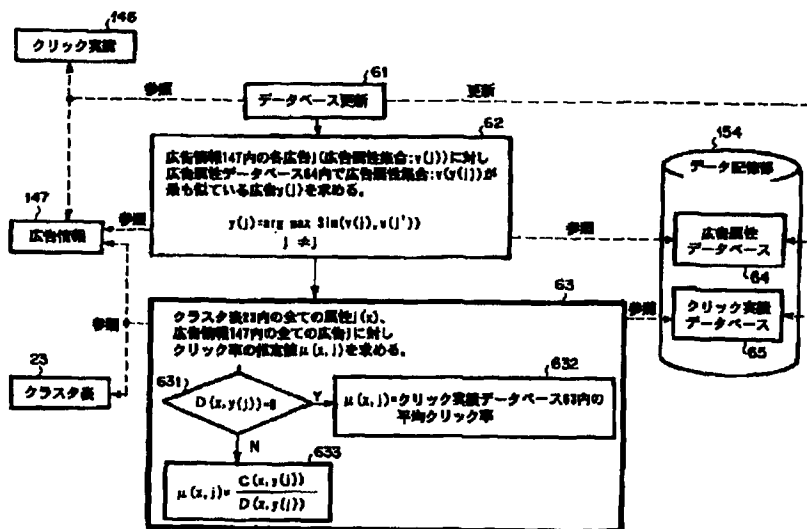 146
クリック実績
参照
61
データベース更新
更新
62
広告情報147内の各広告j(広告属性集合:v(j))に対し
広告属性データベース64内で広告属性集合:v(y(j))が
最も似ている広告y(j)を求める。
y(j)=arg max Sim(v(j),v(j'))
j'≠j
147
広告情報
参照
参照
154
データ記憶部
広告属性
データベース
64
クリック実績
データベース
65
63
クラスタ表23内の全ての属性i(x)、
広告情報147内の全ての広告jに対し
クリック率の推定値μ(x,j)を求める。
参照
参照
23
クラスタ表
631
D(x,y(j))=0
Y
632
μ(x,j)=クリック実績データベース63内の
平均クリック率
N
633
μ(x,j)=
C(x,y(j))
D(x,y(j))